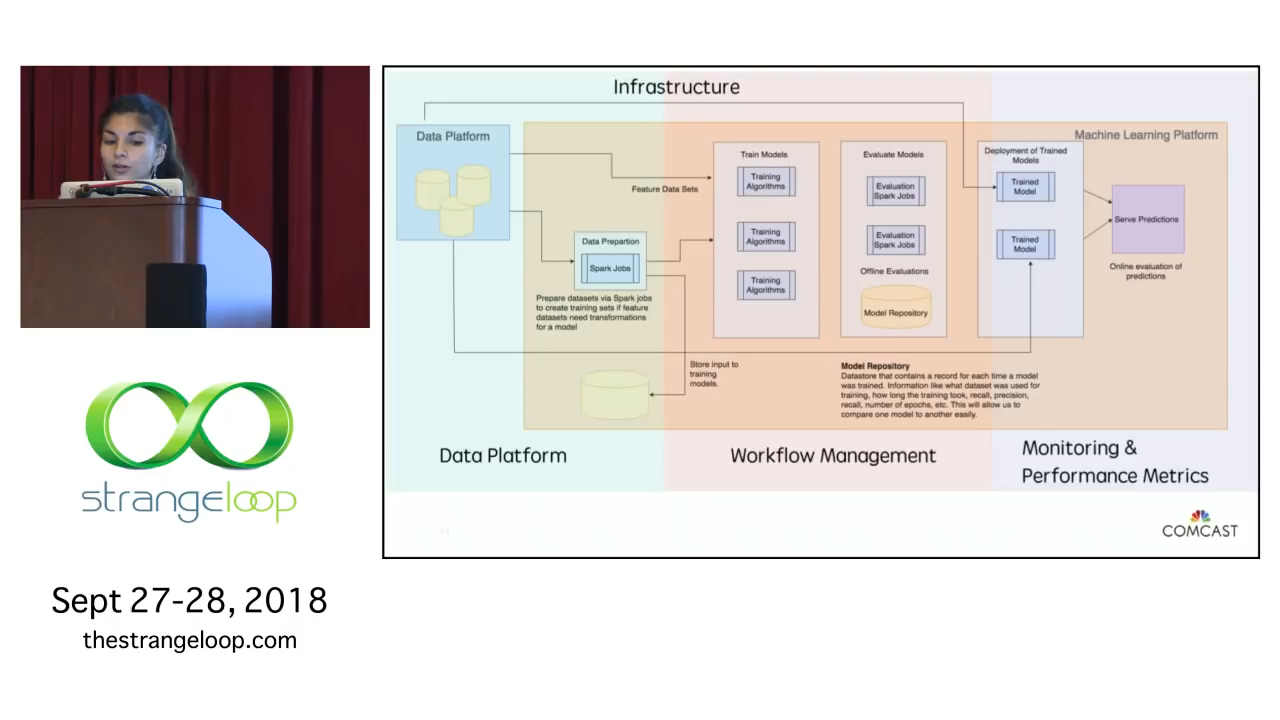 Infrastructure
Data Platform
Machine Learning Platform
Train Models
Training
Algorithms
Training
Algorithms
Training
Algorithms
Evaluate Models
Evaluation
Spark Jobs
Evaluation
Spark Jobs
Offline Evaluations
Model Repository
Deployment of Trained
Models
Trained
Model
Trained
Model
Serve Predictions
Online evaluation of
predictions
Feature Data Sets
Data Prepartion
Spark Jobs
Prepare datasets via Spark jobs
to create training sets if feature
datasets need transformations
for a model
Store input to
training
models.
Model Repository
Datastore that contains a record for each time a model
was trained. Information like what dataset was used for
training, how long the training took, recall, precision,
recall, number of epochs, etc. This will allow us to
compare one model to another easily.
Data Platform
Workflow Management
Monitoring &
Performance Metrics
COMCAST
strangeloop
Sept 27-28, 2018
thestrangeloop.com